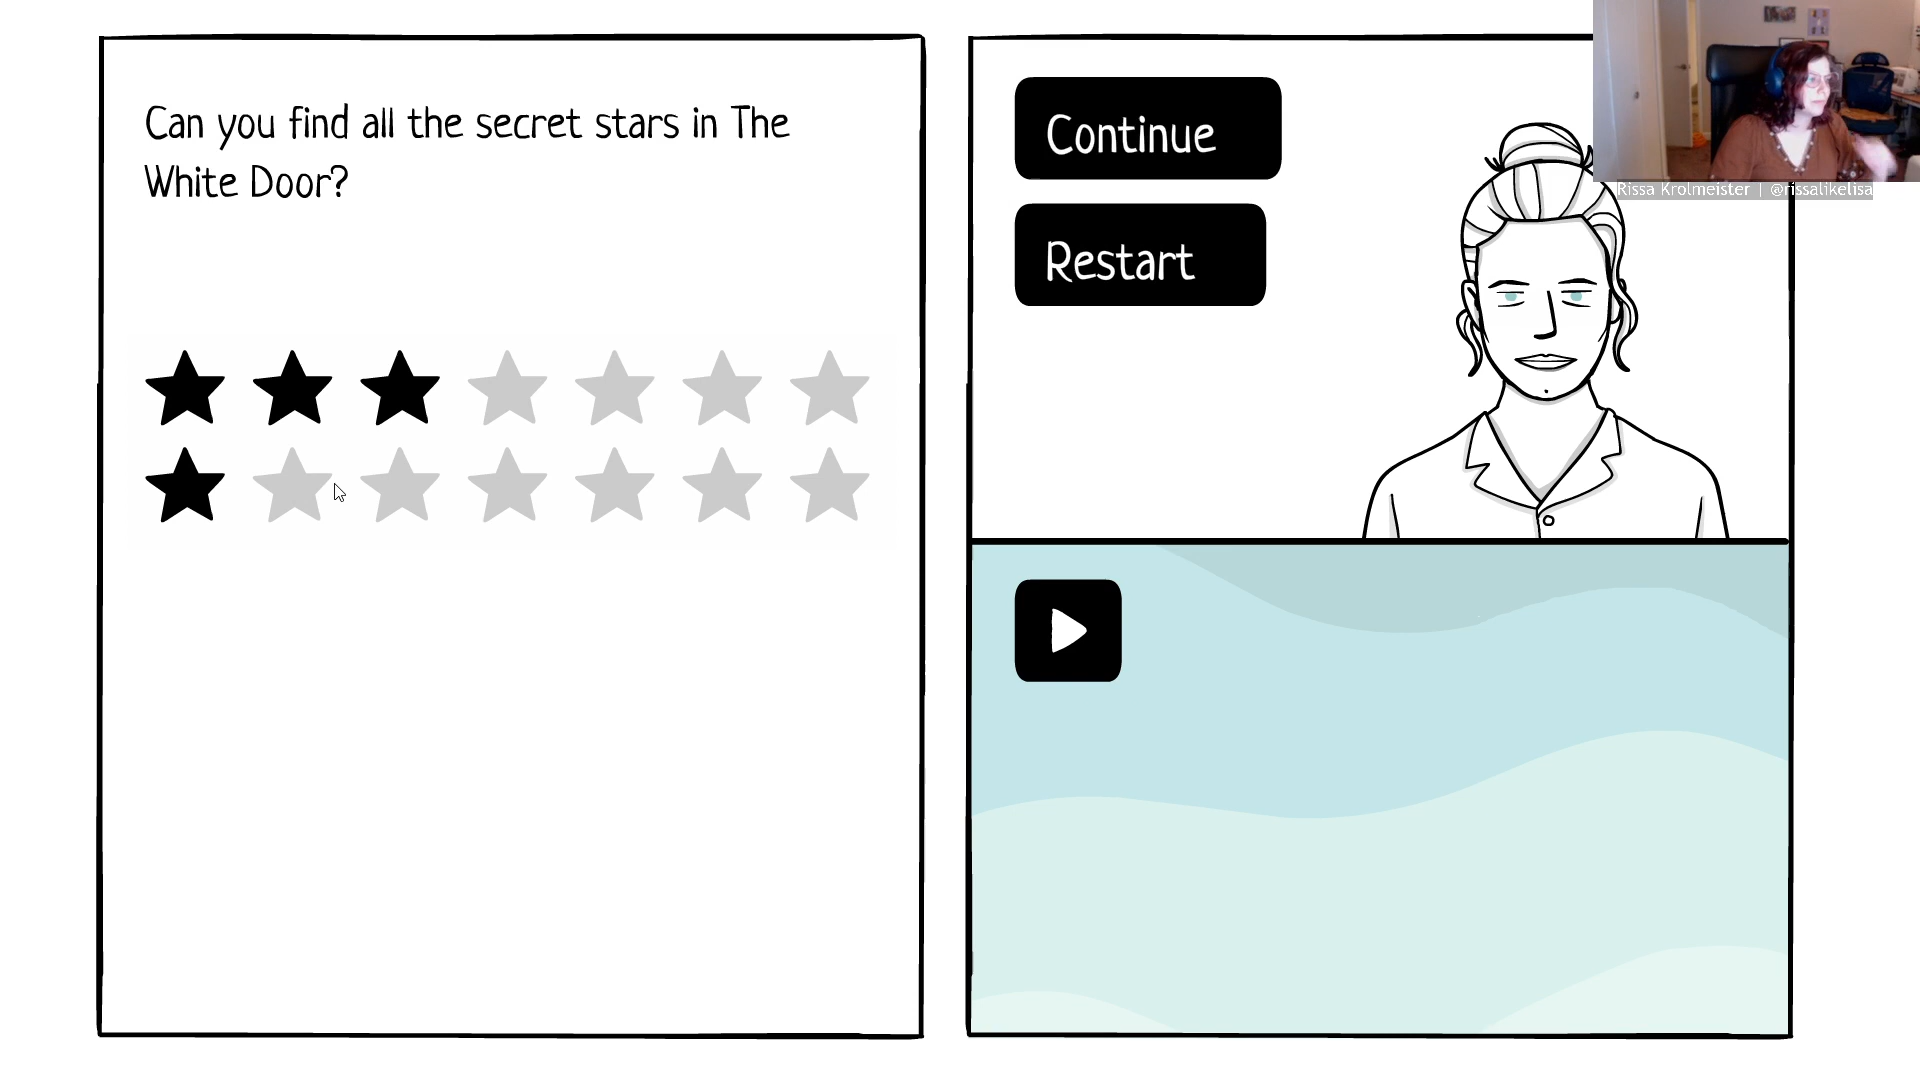 Can you find all the secret stars in The
White Door?
Continue
Restart
Rissa Krolmeister | @rissalikelisa